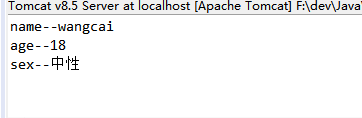 Tomcat v8.5 Server at localhost [Apache Tomcat] F:\dev\Java\
name--wangcai
age--18
sex--中性